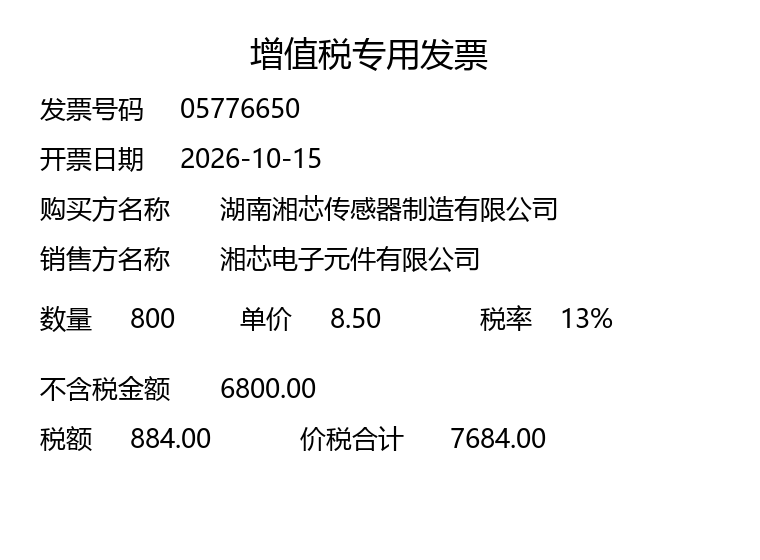 增值税专用发票
发票号码 05776650
开票日期 2026-10-15
购买方名称 湖南湘芯传感器制造有限公司
销售方名称 湘芯电子元件有限公司
数量 800 单价 8.50 税率 13%
不含税金额 6800.00
税额 884.00 价税合计 7684.00